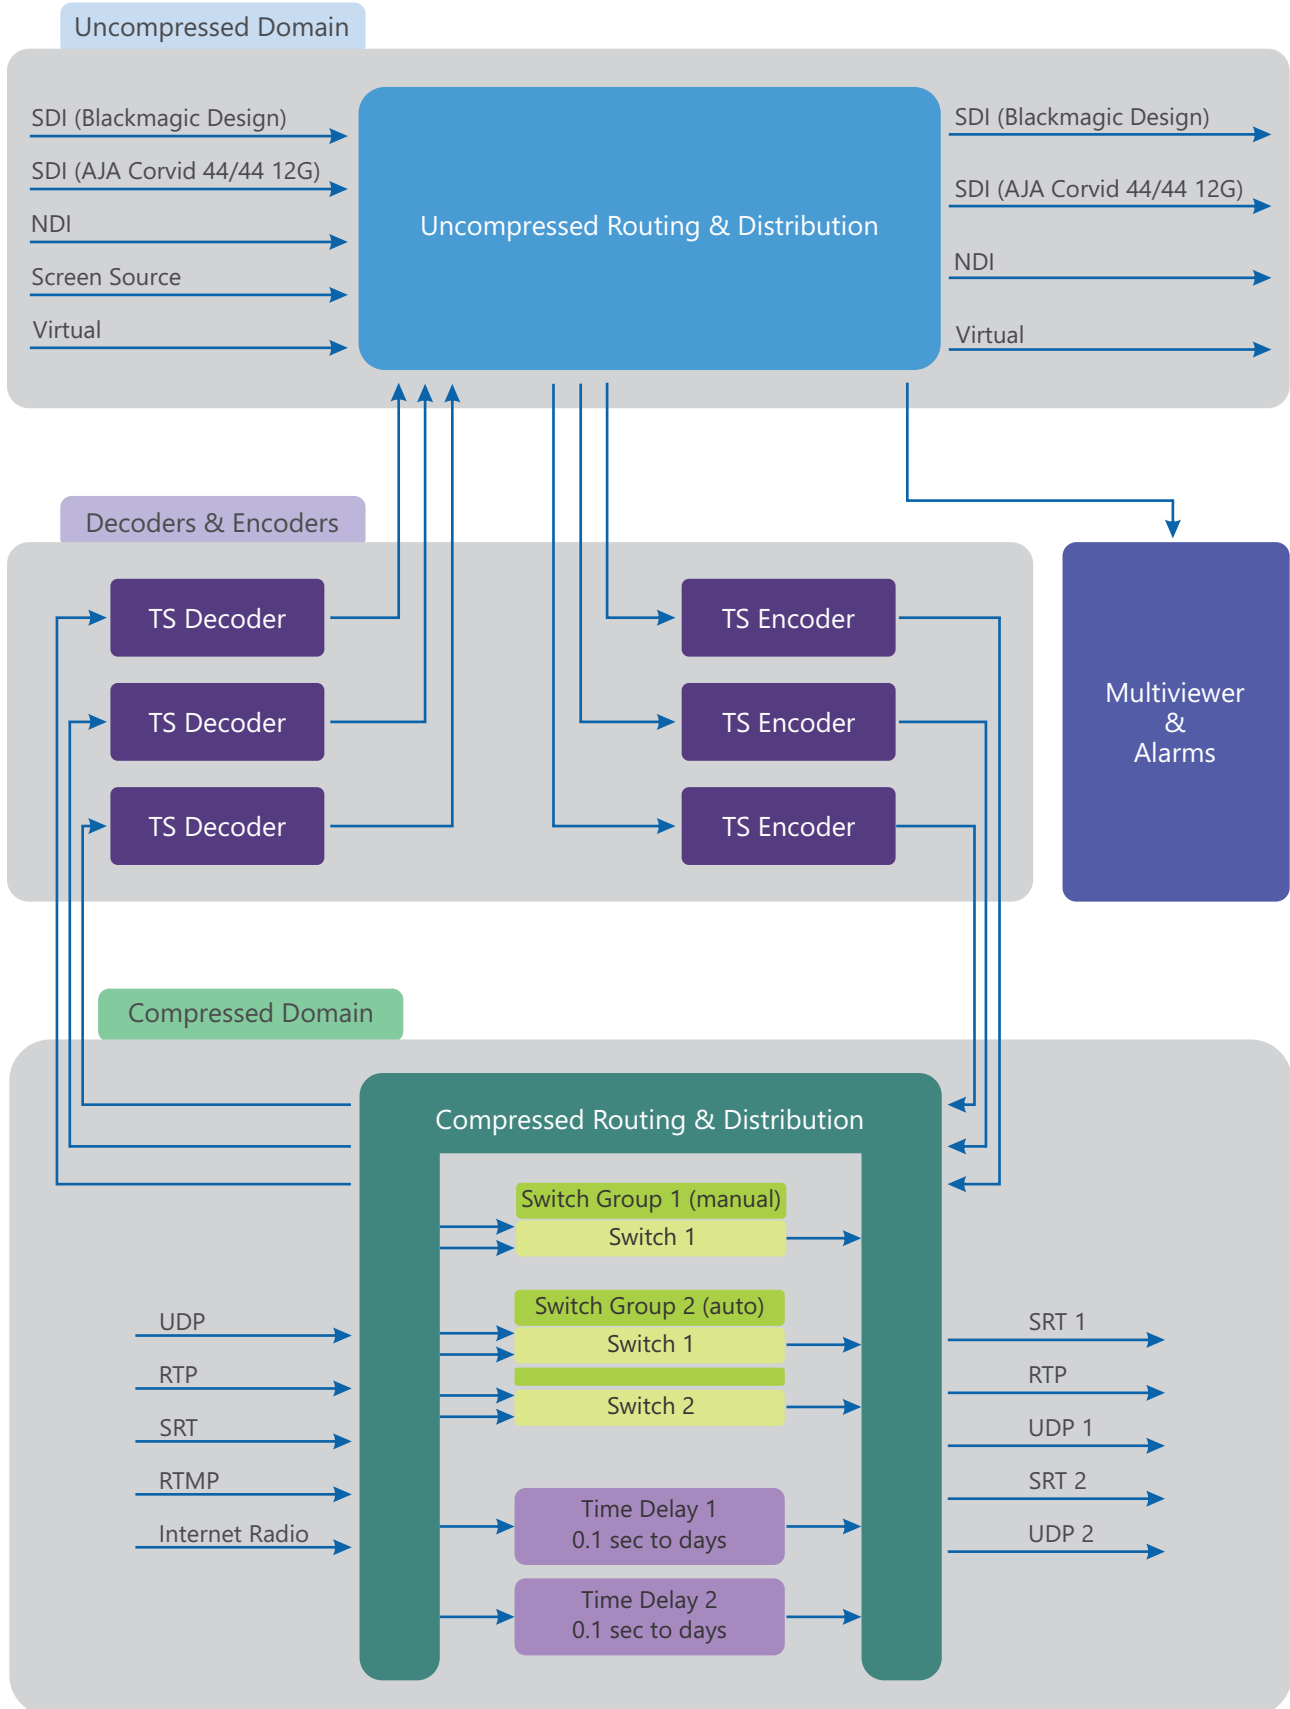 Uncompressed Domain
SDI (Blackmagic Design)
SDI (AJA Corvid 44/44 12G)
NDI
Screen Source
Virtual
Uncompressed Routing & Distribution
SDI (Blackmagic Design)
SDI (AJA Corvid 44/44 12G)
NDI
Virtual
Decoders & Encoders
TS Decoder
TS Decoder
TS Decoder
TS Encoder
TS Encoder
TS Encoder
Multiviewer
&
Alarms
Compressed Domain
Compressed Routing & Distribution
Switch Group 1 (manual)
Switch 1
Switch Group 2 (auto)
Switch 1
Switch 2
Time Delay 1
0.1 sec to days
Time Delay 2
0.1 sec to days
UDP
RTP
SRT
RTMP
Internet Radio
SRT 1
RTP
UDP 1
SRT 2
UDP 2